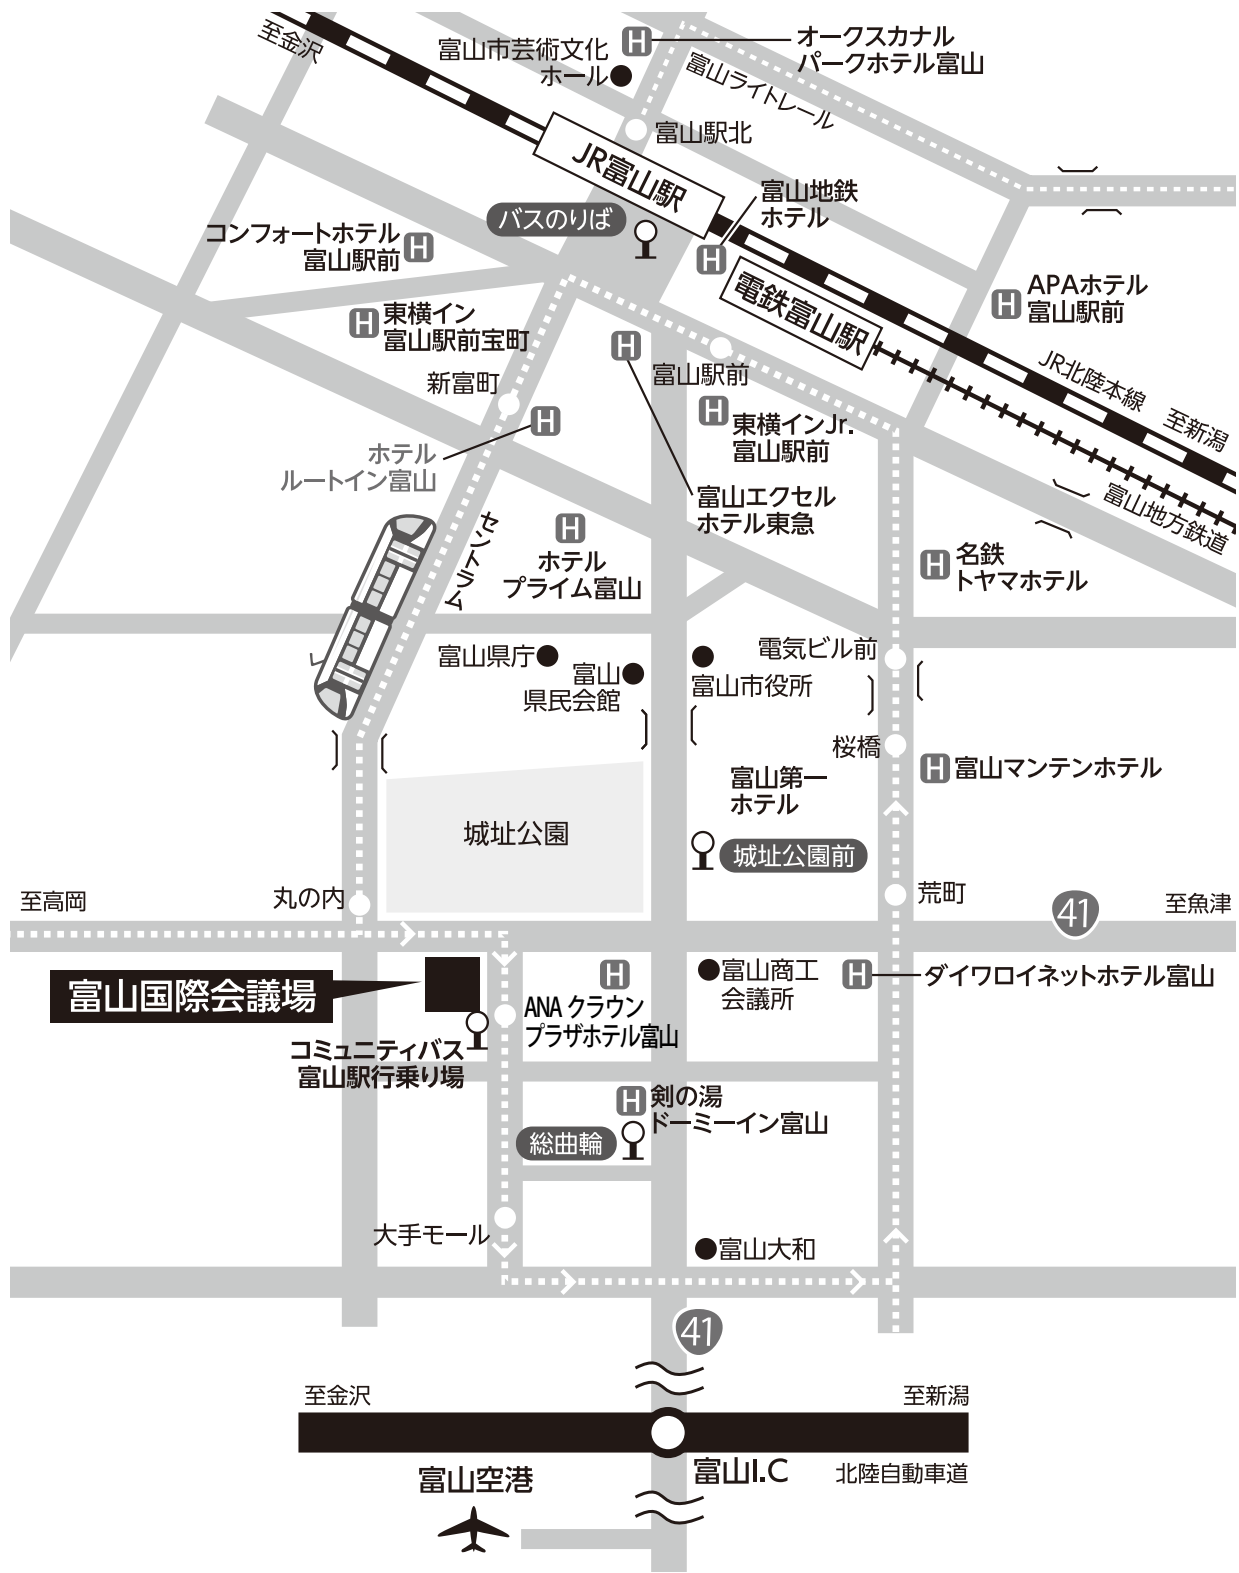 至金沢
富山市芸術文化
ホール
H
オークスカナル
パークホテル富山
富山ライトレール
富山駅北
JR富山駅
富山地鉄
ホテル
バスのりば
コンフォートホテル
富山駅前
H
H
電鉄富山駅
H
APAホテル
富山駅前
H
東横イン
富山駅前宝町
H
富山駅前
JR北陸本線
至新潟
新富町
H
H
東横インJr.
富山駅前
ホテル
ルートイン富山
富山エクセル
ホテル東急
富山地方鉄道
セントラム
H
ホテル
プライム富山
H
名鉄
トヤマホテル
富山県庁
富山
県民会館
富山市役所
電気ビル前
桜橋
富山第一
ホテル
H
富山マンテンホテル
城址公園
城址公園前
至高岡
丸の内
荒町
41
至魚津
富山国際会議場
H
ANA クラウン
プラザホテル富山
富山商工
会議所
H
ダイワロイネットホテル富山
コミュニティバス
富山駅行乗り場
H
剣の湯
ドーミーイン富山
総曲輪
大手モール
富山大和
41
至金沢
至新潟
富山空港
富山I.C
北陸自動車道